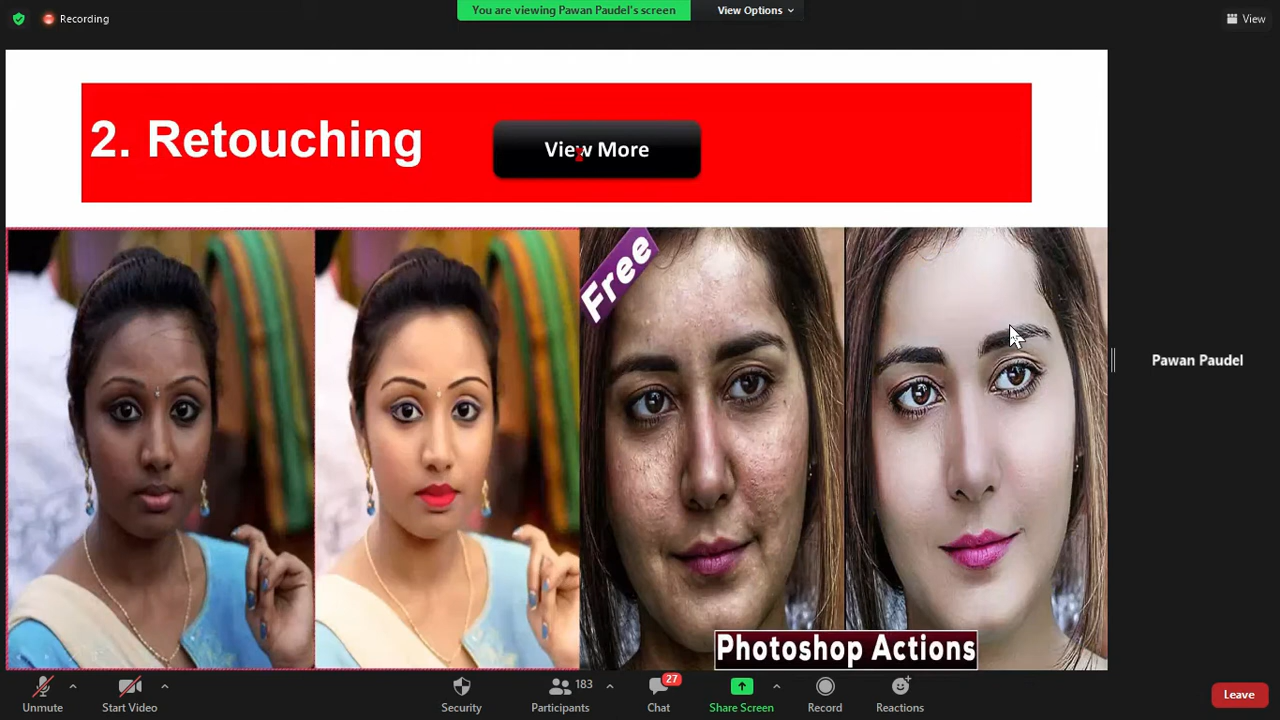 Recording
You are viewing Pawan Paudel's screen
View Options
View
2. Retouching
View More
Free
Pawan Paudel
Photoshop Actions
Unmute
Start Video
Security
183
Participants
27
Chat
Share Screen
Record
Reactions
Leave